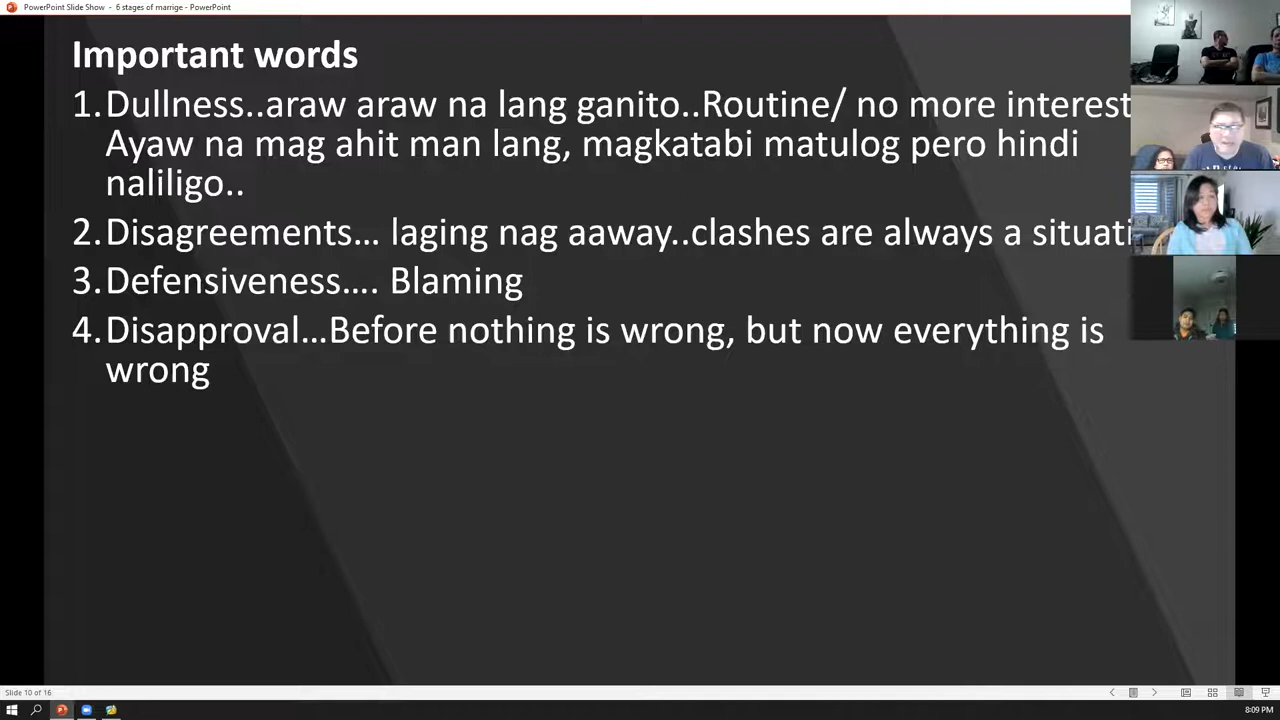 PowerPoint Slide Show - 6 stages of marrige - PowerPoint
Important words
1. Dullness..araw araw na lang ganito..Routine/ no more interest
Ayaw na mag ahit man lang, magkatabi matulog pero hindi
naliligo..
2. Disagreements... laging nag aaway..clashes are always a situati
3. Defensiveness.... Blaming
4. Disapproval...Before nothing is wrong, but now everything is
wrong
Slide 10 of 16
8:09 PM